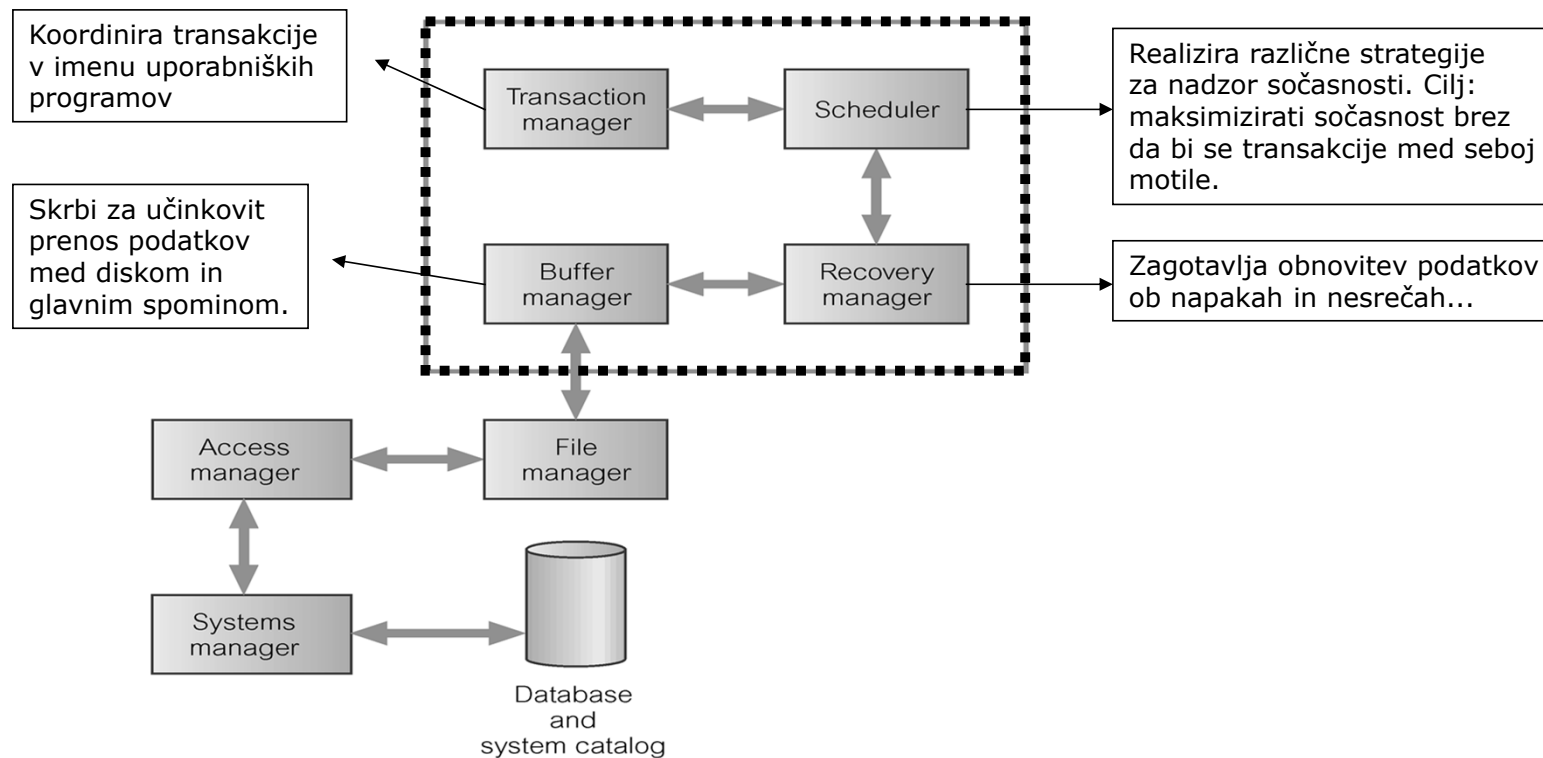 Koordinira transakcije
v imenu uporabniških
programov
Transaction
manager
Scheduler
Realizira različne strategije
za nadzor sočasnosti. Cilj:
maksimizirati sočasnost brez
da bi se transakcije med seboj
motile.
Skrbi za učinkovit
prenos podatkov
med diskom in
glavnim spominom.
Buffer
manager
Recovery
manager
Zagotavlja obnovitev podatkov
ob napakah in nesrečah...
Access
manager
File
manager
Systems
manager
Database
and
system catalog